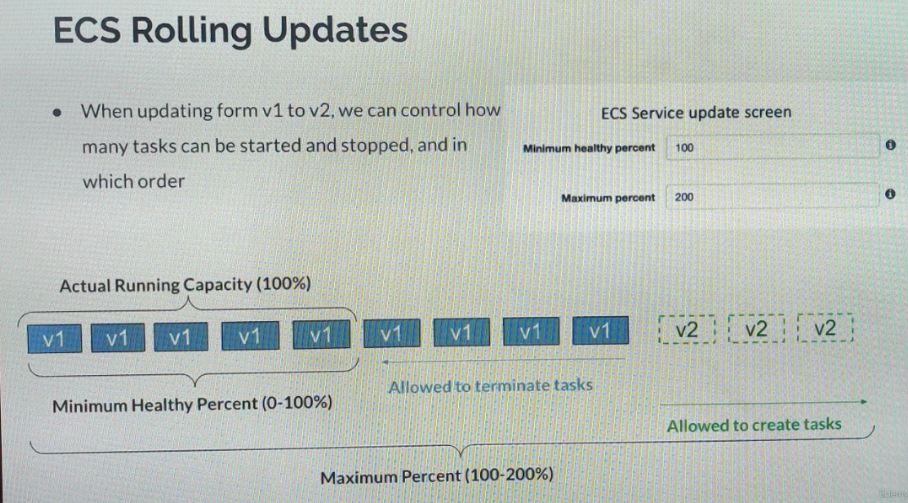 ECS Rolling Updates
• When updating form v1 to v2, we can control how
many tasks can be started and stopped, and in
which order
ECS Service update screen
Minimum healthy percent 100
Maximum percent 200
Actual Running Capacity (100%)
v1 v1 v1 v1 v1 v1 v1 v1 v1 v2 v2 v2
Allowed to terminate tasks
Minimum Healthy Percent (0-100%)
Allowed to create tasks
Maximum Percent (100-200%)